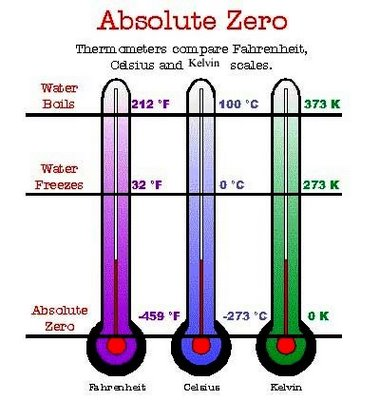 Absolute Zero
Thermometers compare Fahrenheit,
Celsius and Kelvin scales.
Water
Boils
212 °F
100 °C
373 K
Water
Freezes
32 °F
0 °C
273 K
Absolute
Zero
-459 °F
-273 °C
0 K
Fahrenheit
Celsius
Kelvin